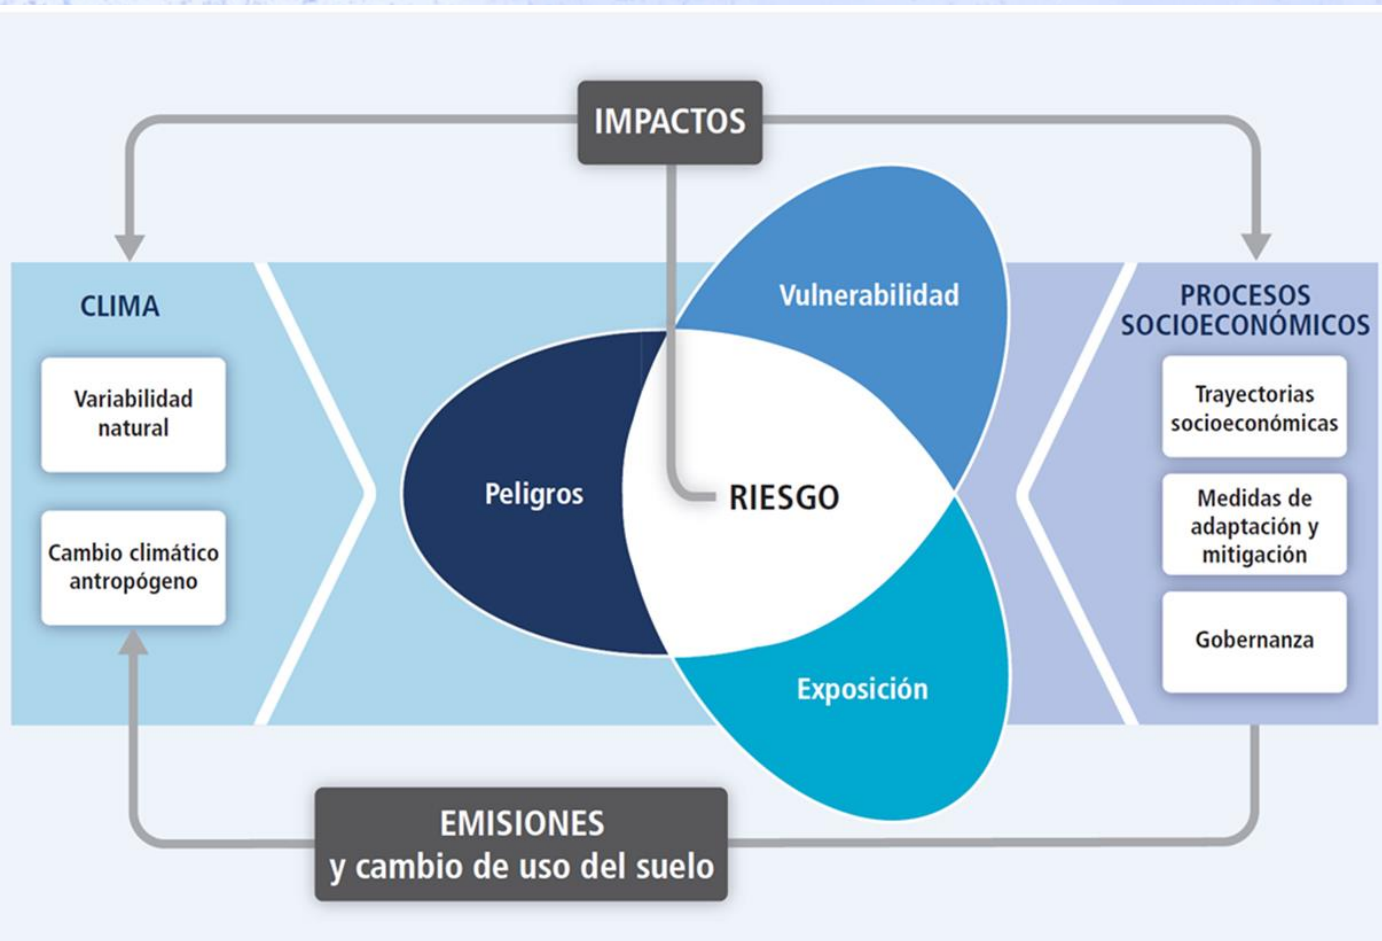 IMPACTOS
CLIMA
Variabilidad
natural
Cambio climático
antropógeno
Peligros
Vulnerabilidad
RIESGO
Exposición
PROCESOS
SOCIOECONÓMICOS
Trayectorias
socioeconómicas
Medidas de
adaptación y
mitigación
Gobernanza
EMISIONES
y cambio de uso del suelo